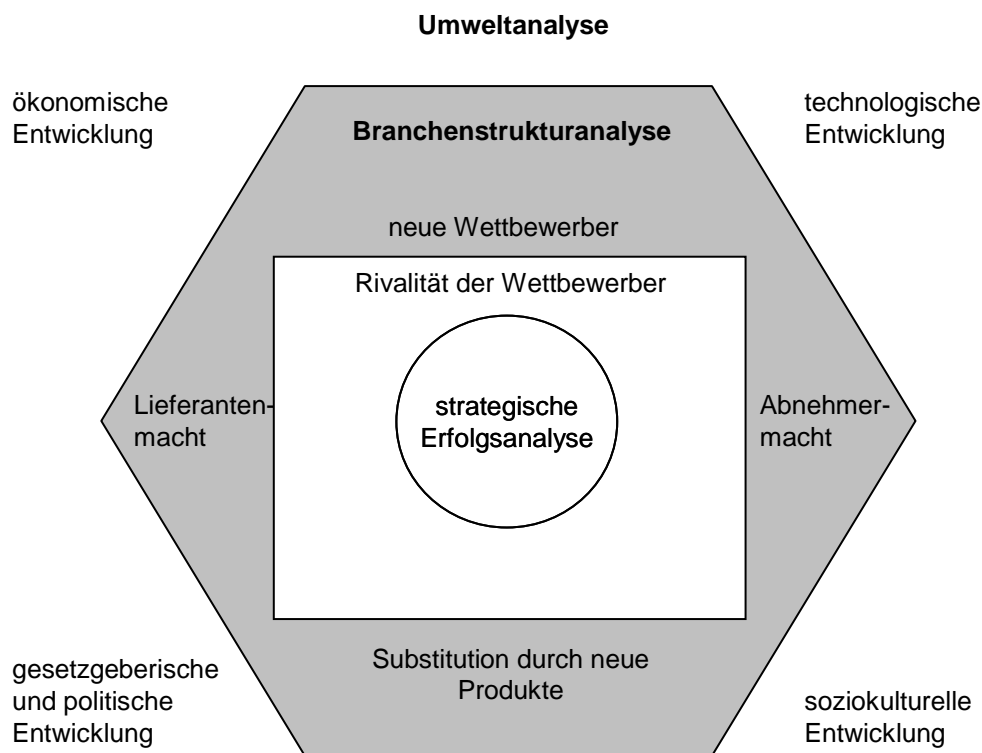 Umweltanalyse
ökonomische
Entwicklung
technologische
Entwicklung
Branchenstrukturanalyse
neue Wettbewerber
Rivalität der Wettbewerber
Lieferanten-
macht
strategische
Erfolgsanalyse
Abnehmer-
macht
Substitution durch neue
Produkte
gesetzgeberische
und politische
Entwicklung
soziokulturelle
Entwicklung